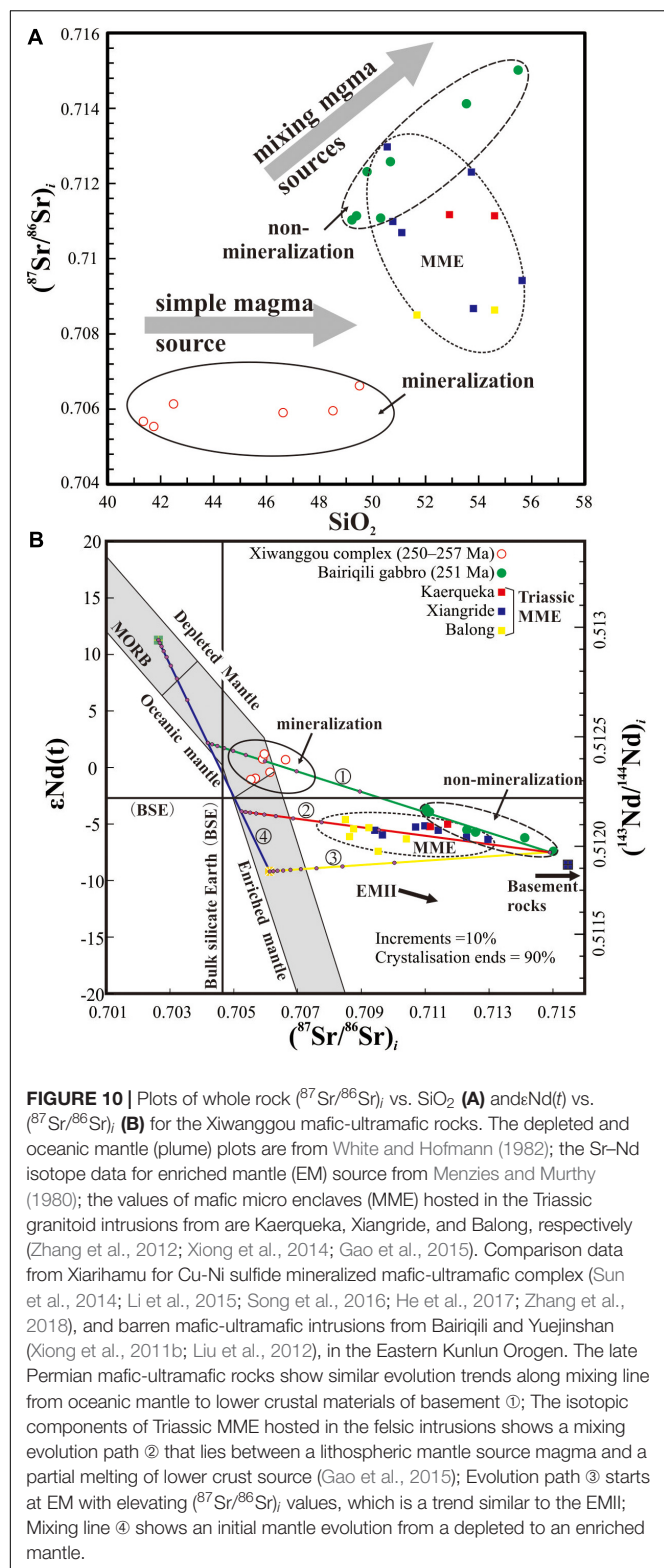 A
0.716
0.714
0.712
0.71
0.708
0.706
0.704
(⁸⁷Sr/⁸⁶Sr)ᵢ
mixing mgma
sources
non-
mineralization
MME
simple magma
source
mineralization
40 42 44 46 48 50 52 54 56 58
SiO₂
B
20
15
10
5
0
-5
-10
-15
-20
εNd(t)
Xiwanggou complex (250–257 Ma)
Bairiqili gabbro (251 Ma)
Kaerqueka
Xiangride
Balong
Triassic
MME
0.513
0.5125
0.5120
0.5115
(¹⁴³Nd/¹⁴⁴Nd)ᵢ
MORB
Depleted Mantle
Oceanic mantle
mineralization
①
non-mineralization
(BSE)
②
MME
④
③
Bulk silicate Earth (BSE)
Enriched mantle
EMII
Basement
rocks
Increments =10%
Crystalisation ends = 90%
0.701 0.703 0.705 0.707 0.709 0.711 0.713 0.715
(⁸⁷Sr/⁸⁶Sr)ᵢ
FIGURE 10 | Plots of whole rock (⁸⁷Sr/⁸⁶Sr)ᵢ vs. SiO₂ (A) andεNd(t) vs.
(⁸⁷Sr/⁸⁶Sr)ᵢ (B) for the Xiwanggou mafic-ultramafic rocks. The depleted and
oceanic mantle (plume) plots are from White and Hofmann (1982); the Sr–Nd
isotope data for enriched mantle (EM) source from Menzies and Murthy
(1980); the values of mafic micro enclaves (MME) hosted in the Triassic
granitoid intrusions from are Kaerqueka, Xiangride, and Balong, respectively
(Zhang et al., 2012; Xiong et al., 2014; Gao et al., 2015). Comparison data
from Xiarihamu for Cu-Ni sulfide mineralized mafic-ultramafic complex (Sun
et al., 2014; Li et al., 2015; Song et al., 2016; He et al., 2017; Zhang et al.,
2018), and barren mafic-ultramafic intrusions from Bairiqili and Yuejinshan
(Xiong et al., 2011b; Liu et al., 2012), in the Eastern Kunlun Orogen. The late
Permian mafic-ultramafic rocks show similar evolution trends along mixing line
from oceanic mantle to lower crustal materials of basement ①; The isotopic
components of Triassic MME hosted in the felsic intrusions shows a mixing
evolution path ② that lies between a lithospheric mantle source magma and a
partial melting of lower crust source (Gao et al., 2015); Evolution path ③ starts
at EM with elevating (⁸⁷Sr/⁸⁶Sr)ᵢ values, which is a trend similar to the EMII;
Mixing line ④ shows an initial mantle evolution from a depleted to an enriched
mantle.